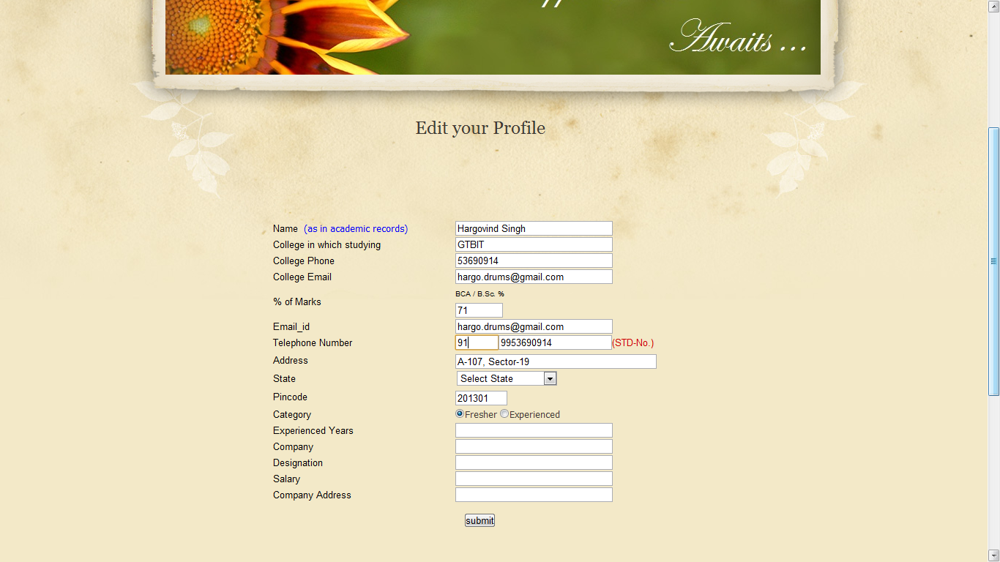 Awaits ...
Edit your Profile
Name (as in academic records) Hargovind Singh
College in which studying GTBIT
College Phone 53690914
College Email hargo.drums@gmail.com
BCA / B.Sc. %
% of Marks 71
Email_id hargo.drums@gmail.com
Telephone Number 91 9953690914 (STD-No.)
Address A-107, Sector-19
State Select State
Pincode 201301
Category Fresher Experienced
Experienced Years
Company
Designation
Salary
Company Address
submit